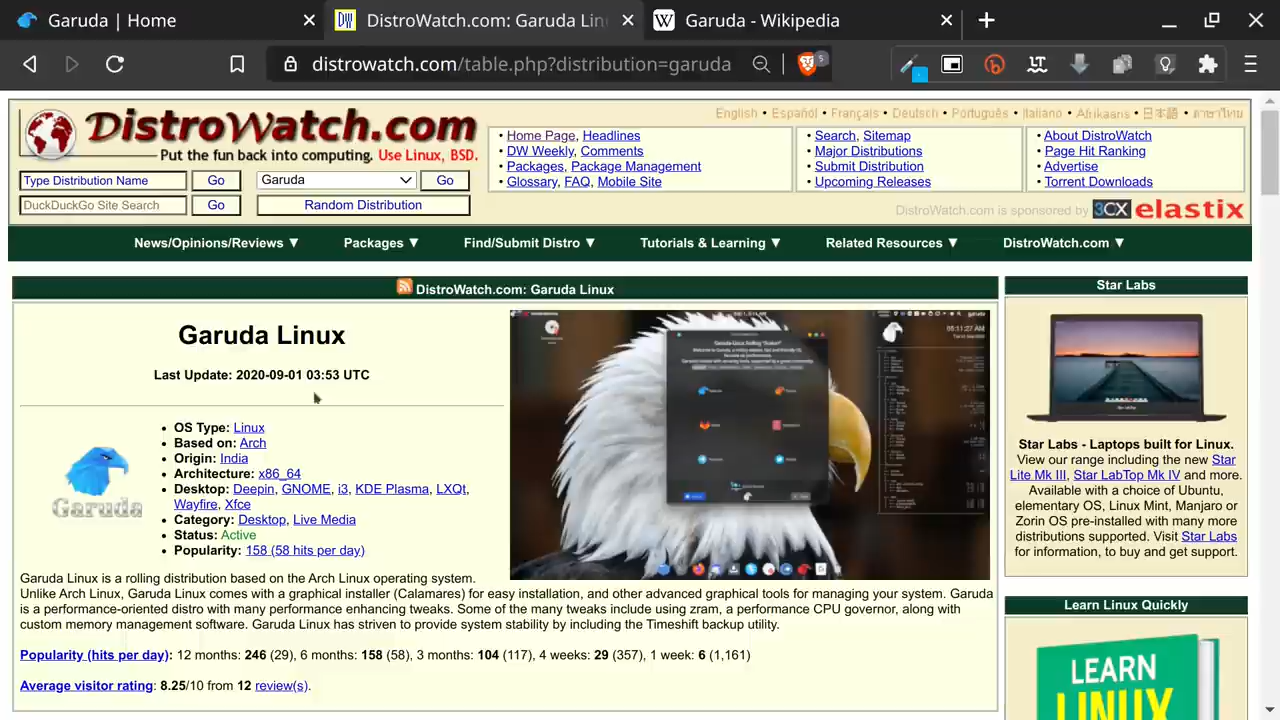 Garuda | Home
DistroWatch.com: Garuda Lin
Garuda - Wikipedia
distrowatch.com/table.php?distribution=garuda
5
English • Español • Français • Deutsch • Português • Italiano • Afrikaans • 日本語 • ภาษาไทย
DistroWatch.com
Put the fun back into computing. Use Linux, BSD.
• Home Page, Headlines
• DW Weekly, Comments
• Packages, Package Management
• Glossary, FAQ, Mobile Site
• Search, Sitemap
• Major Distributions
• Submit Distribution
• Upcoming Releases
• About DistroWatch
• Page Hit Ranking
• Advertise
• Torrent Downloads
Type Distribution Name Go Garuda Go
DuckDuckGo Site Search Go Random Distribution
DistroWatch.com is sponsored by 3CX elastix
News/Opinions/Reviews ▼ Packages ▼ Find/Submit Distro ▼ Tutorials & Learning ▼ Related Resources ▼ DistroWatch.com ▼
DistroWatch.com: Garuda Linux
Garuda Linux
Last Update: 2020-09-01 03:53 UTC
Garuda
• OS Type: Linux
• Based on: Arch
• Origin: India
• Architecture: x86_64
• Desktop: Deepin, GNOME, i3, KDE Plasma, LXQt,
Wayfire, Xfce
• Category: Desktop, Live Media
• Status: Active
• Popularity: 158 (58 hits per day)
Garuda Linux is a rolling distribution based on the Arch Linux operating system.
Unlike Arch Linux, Garuda Linux comes with a graphical installer (Calamares) for easy installation, and other advanced graphical tools for managing your system. Garuda
is a performance-oriented distro with many performance enhancing tweaks. Some of the many tweaks include using zram, a performance CPU governor, along with
custom memory management software. Garuda Linux has striven to provide system stability by including the Timeshift backup utility.
Popularity (hits per day): 12 months: 246 (29), 6 months: 158 (58), 3 months: 104 (117), 4 weeks: 29 (357), 1 week: 6 (1,161)
Average visitor rating: 8.25/10 from 12 review(s).
05:11:27 AM
Star Labs
Star Labs - Laptops built for Linux.
View our range including the new Star
Lite Mk III, Star LabTop Mk IV and more.
Available with a choice of Ubuntu,
elementary OS, Linux Mint, Manjaro or
Zorin OS pre-installed with many more
distributions supported. Visit Star Labs
for information, to buy and get support.
Learn Linux Quickly
LEARN
LINUX